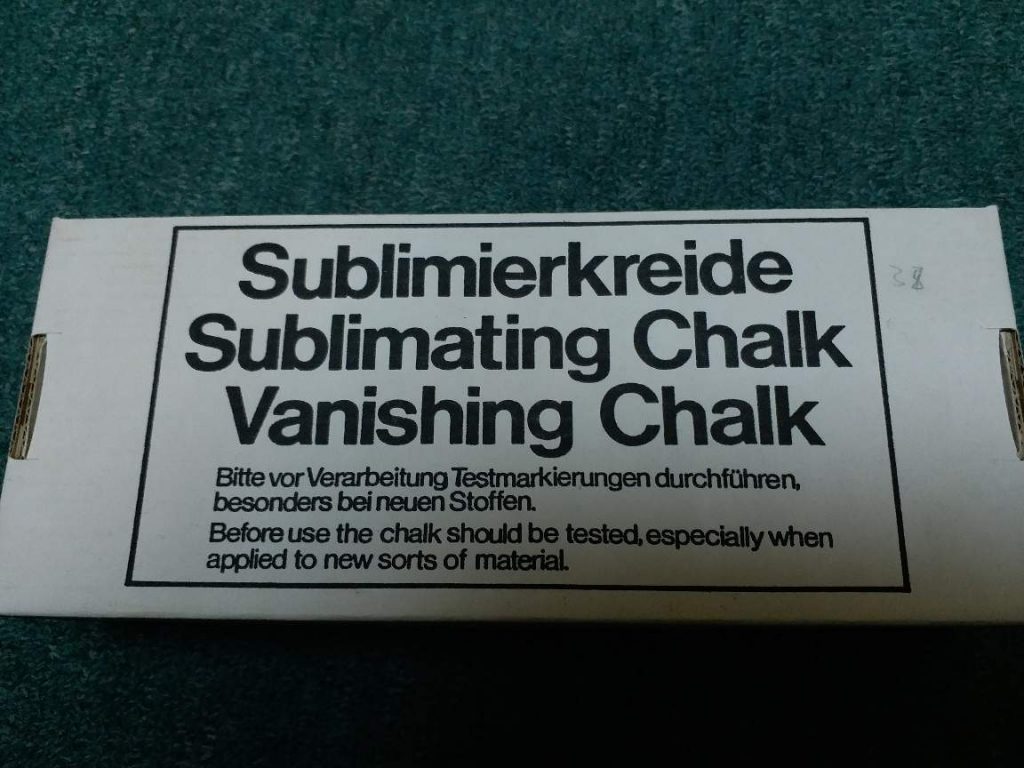 Sublimierkreide
Sublimating Chalk
Vanishing Chalk
Bitte vor Verarbeitung Testmarkierungen durchführen,
besonders bei neuen Stoffen.
Before use the chalk should be tested, especially when
applied to new sorts of material.